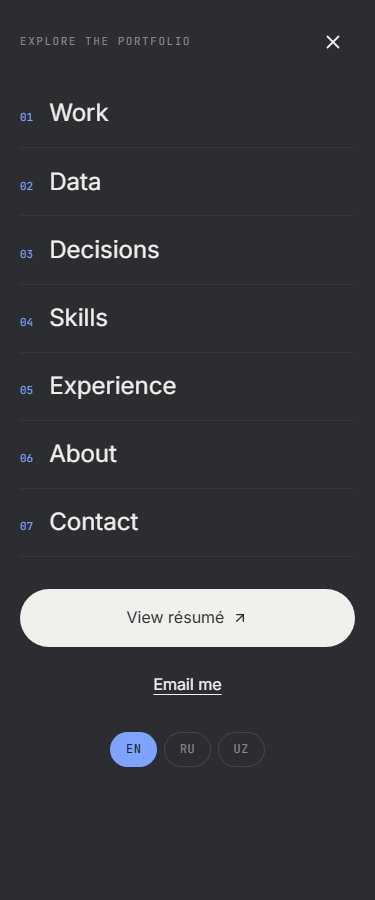 EXPLORE THE PORTFOLIO
01 Work
02 Data
03 Decisions
04 Skills
05 Experience
06 About
07 Contact
View résumé
Email me
EN RU UZ